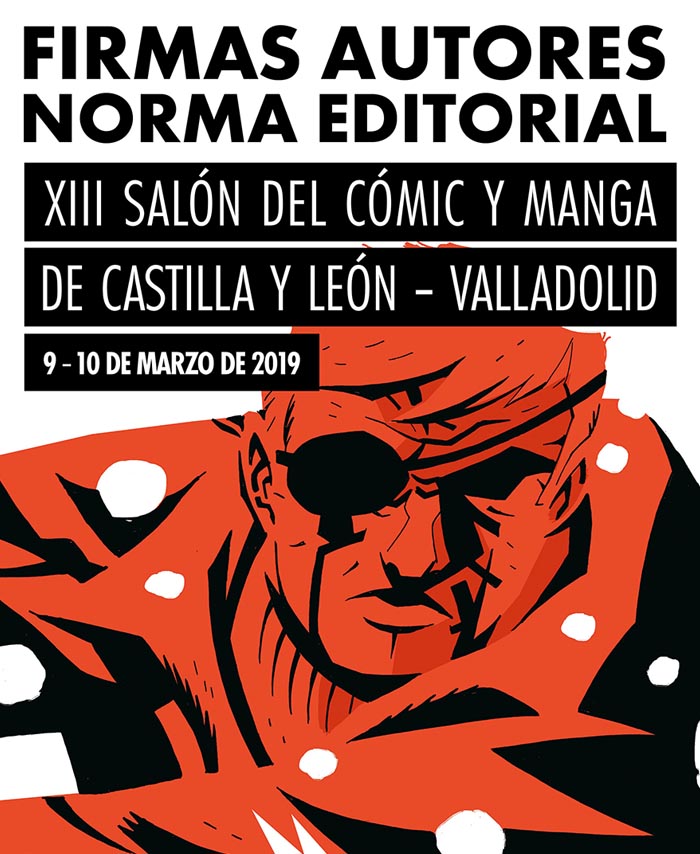 FIRMAS AUTORES
NORMA EDITORIAL
XIII SALÓN DEL CÓMIC Y MANGA
DE CASTILLA Y LEÓN – VALLADOLID
9 – 10 DE MARZO DE 2019